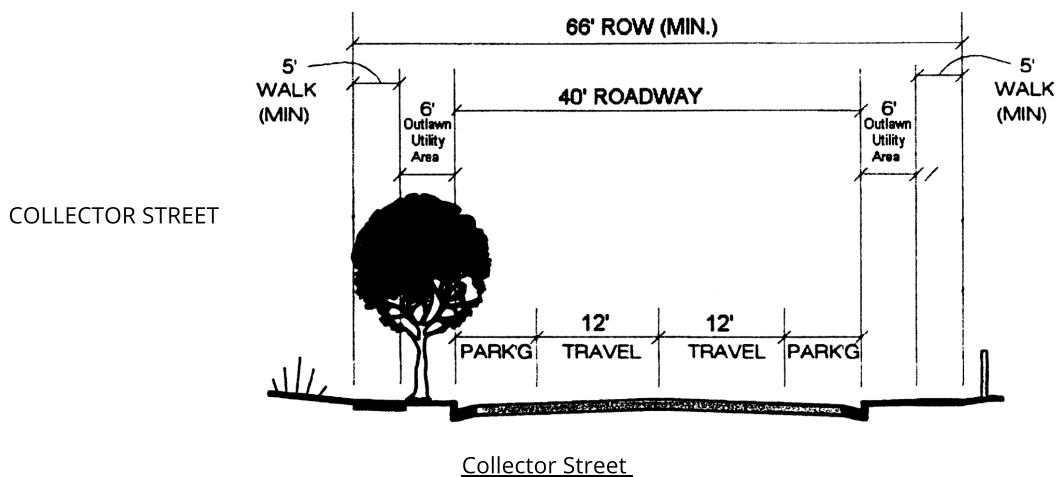 66' ROW (MIN.)
5'
WALK
(MIN)
5'
WALK
(MIN)
40' ROADWAY
6'
Outlawn
Utility
Area
6'
Outlawn
Utility
Area
COLLECTOR STREET
12'
12'
PARK'G
TRAVEL
TRAVEL
PARK'G
Collector Street